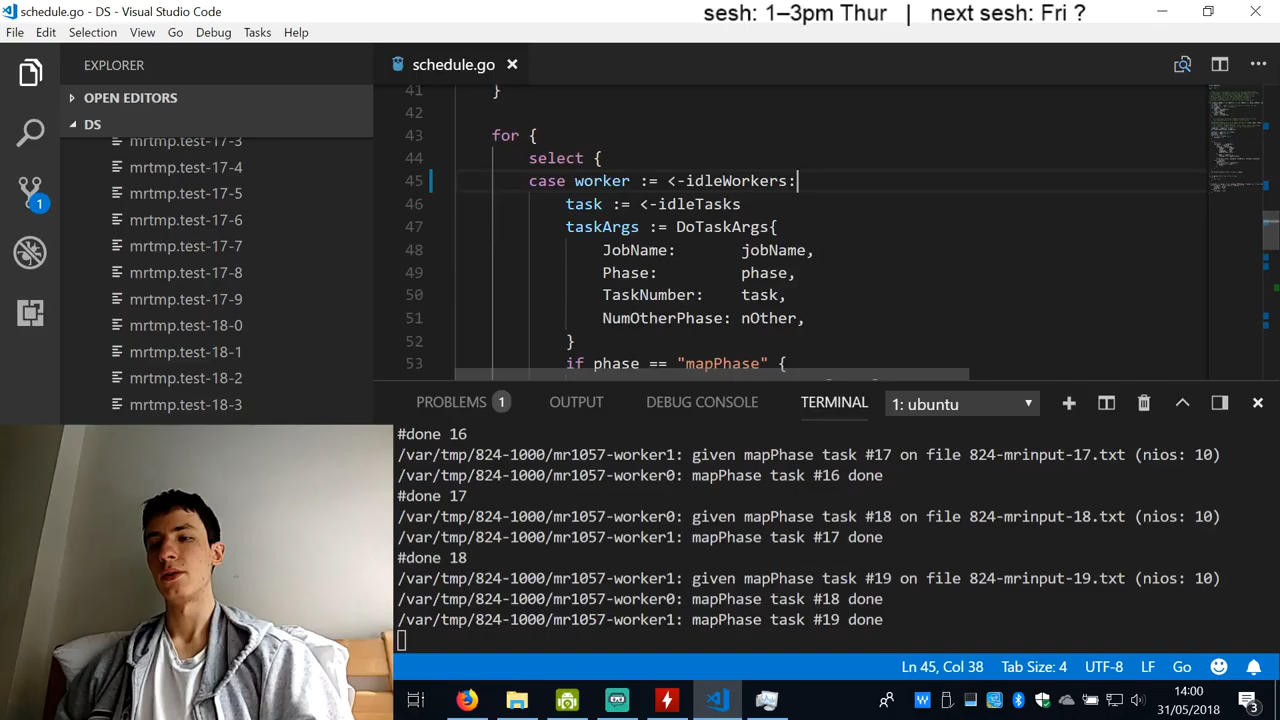 schedule.go - DS - Visual Studio Code
sesh: 1–3pm Thur | next sesh: Fri ?
File Edit Selection View Go Debug Tasks Help
EXPLORER
OPEN EDITORS
DS
mrtmp.test-17-3
mrtmp.test-17-4
mrtmp.test-17-5
mrtmp.test-17-6
mrtmp.test-17-7
mrtmp.test-17-8
mrtmp.test-17-9
mrtmp.test-18-0
mrtmp.test-18-1
mrtmp.test-18-2
mrtmp.test-18-3
1
schedule.go
41 }
42
43 for {
44 select {
45 case worker := <-idleWorkers:
46 task := <-idleTasks
47 taskArgs := DoTaskArgs{
48 JobName: jobName,
49 Phase: phase,
50 TaskNumber: task,
51 NumOtherPhase: nOther,
52 }
53 if phase == "mapPhase" {
PROBLEMS 1 OUTPUT DEBUG CONSOLE TERMINAL 1: ubuntu
#done 16
/var/tmp/824-1000/mr1057-worker1: given mapPhase task #17 on file 824-mrinput-17.txt (nios: 10)
/var/tmp/824-1000/mr1057-worker0: mapPhase task #16 done
#done 17
/var/tmp/824-1000/mr1057-worker0: given mapPhase task #18 on file 824-mrinput-18.txt (nios: 10)
/var/tmp/824-1000/mr1057-worker1: mapPhase task #17 done
#done 18
/var/tmp/824-1000/mr1057-worker1: given mapPhase task #19 on file 824-mrinput-19.txt (nios: 10)
/var/tmp/824-1000/mr1057-worker0: mapPhase task #18 done
/var/tmp/824-1000/mr1057-worker1: mapPhase task #19 done
Ln 45, Col 38 Tab Size: 4 UTF-8 LF Go
14:00
31/05/2018
3